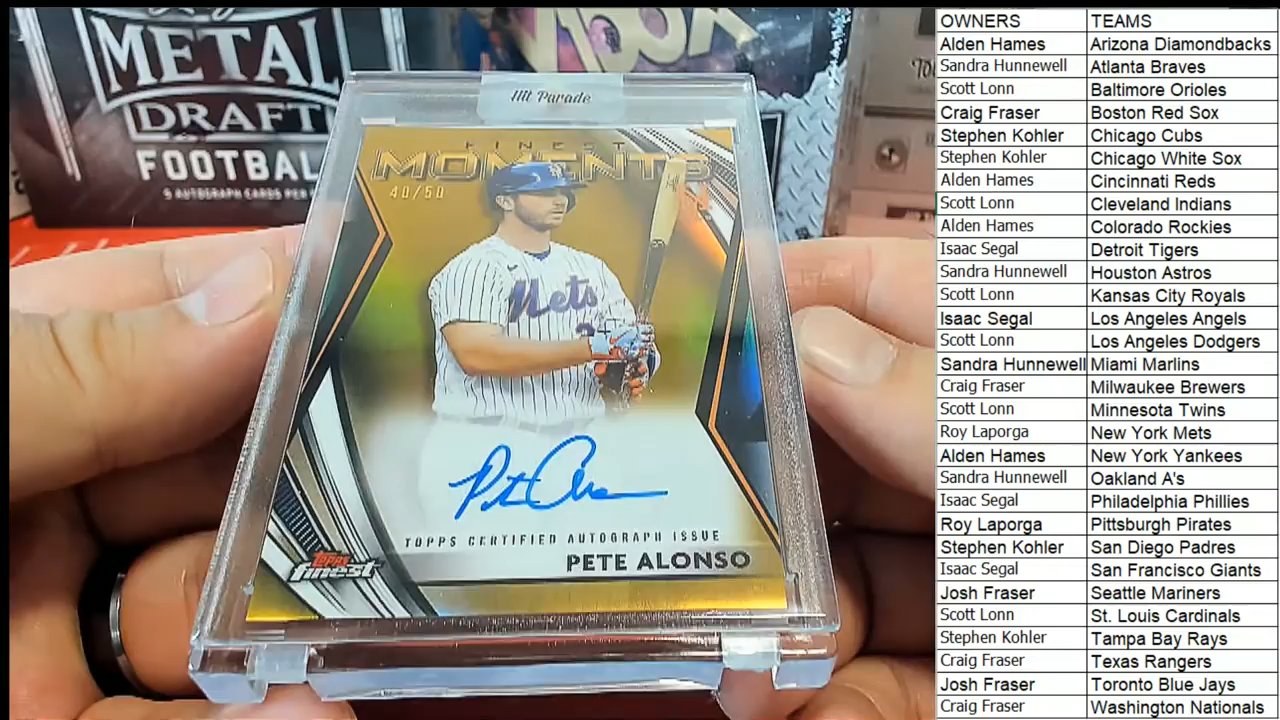 METAL
DRAFT
FOOTBAL
5 AUTOGRAPH CARDS PER
Hit Parade
FINEST
MOMENTS
40/50
Mets
PETE ALONSO
TOPPS CERTIFIED AUTOGRAPH ISSUE
TOPPS
finest
OWNERS TEAMS
Alden Hames Arizona Diamondbacks
Sandra Hunnewell Atlanta Braves
Scott Lonn Baltimore Orioles
Craig Fraser Boston Red Sox
Stephen Kohler Chicago Cubs
Stephen Kohler Chicago White Sox
Alden Hames Cincinnati Reds
Scott Lonn Cleveland Indians
Alden Hames Colorado Rockies
Isaac Segal Detroit Tigers
Sandra Hunnewell Houston Astros
Scott Lonn Kansas City Royals
Isaac Segal Los Angeles Angels
Scott Lonn Los Angeles Dodgers
Sandra Hunnewell Miami Marlins
Craig Fraser Milwaukee Brewers
Scott Lonn Minnesota Twins
Roy Laporga New York Mets
Alden Hames New York Yankees
Sandra Hunnewell Oakland A's
Isaac Segal Philadelphia Phillies
Roy Laporga Pittsburgh Pirates
Stephen Kohler San Diego Padres
Isaac Segal San Francisco Giants
Josh Fraser Seattle Mariners
Scott Lonn St. Louis Cardinals
Stephen Kohler Tampa Bay Rays
Craig Fraser Texas Rangers
Josh Fraser Toronto Blue Jays
Craig Fraser Washington Nationals